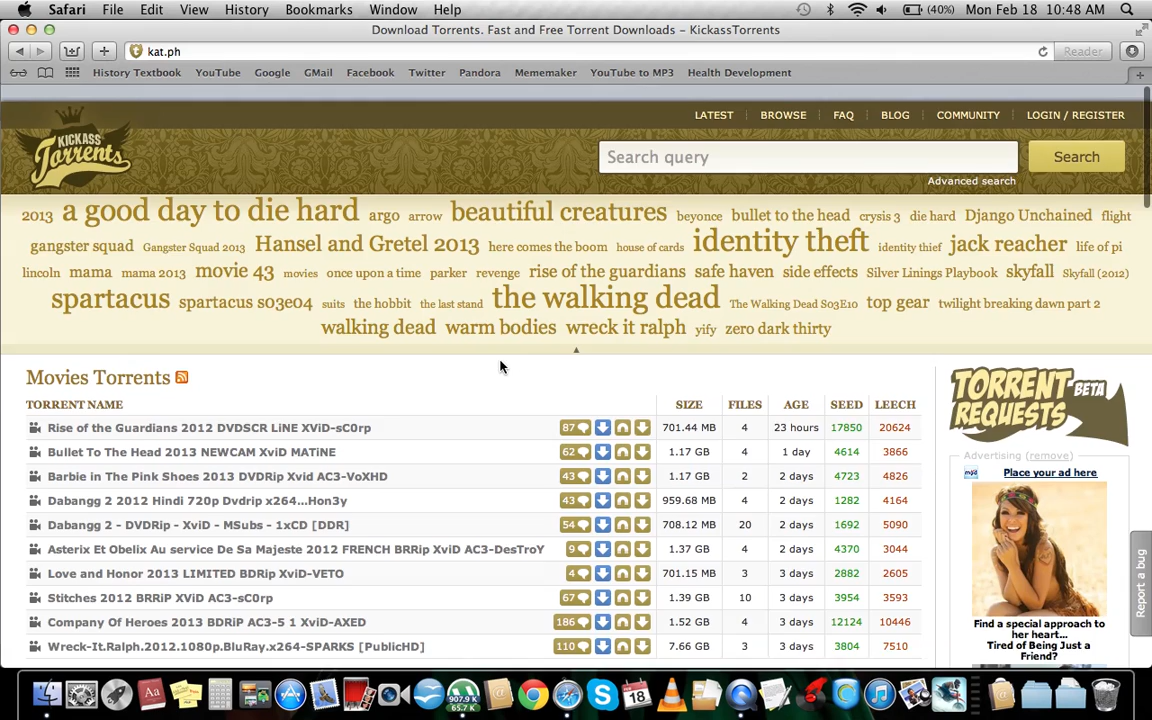 Safari File Edit View History Bookmarks Window Help (40%) Mon Feb 18 10:48 AM
Download Torrents. Fast and Free Torrent Downloads – KickassTorrents
kat.ph Reader
History Textbook YouTube Google GMail Facebook Twitter Pandora Mememaker YouTube to MP3 Health Development
LATEST BROWSE FAQ BLOG COMMUNITY LOGIN / REGISTER
KICKASS
Torrents
Search query Search
Advanced search
2013 a good day to die hard argo arrow beautiful creatures beyonce bullet to the head crysis 3 die hard Django Unchained flight
gangster squad Gangster Squad 2013 Hansel and Gretel 2013 here comes the boom house of cards identity theft identity thief jack reacher life of pi
lincoln mama mama 2013 movie 43 movies once upon a time parker revenge rise of the guardians safe haven side effects Silver Linings Playbook skyfall Skyfall (2012)
spartacus spartacus s03e04 suits the hobbit the last stand the walking dead The Walking Dead S03E10 top gear twilight breaking dawn part 2
walking dead warm bodies wreck it ralph yify zero dark thirty
Movies Torrents
TORRENT NAME SIZE FILES AGE SEED LEECH
Rise of the Guardians 2012 DVDSCR LiNE XViD-sC0rp 87 701.44 MB 4 23 hours 17850 20624
Bullet To The Head 2013 NEWCAM XviD MATiNE 62 1.17 GB 4 1 day 4614 3866
Barbie in The Pink Shoes 2013 DVDRip Xvid AC3-VoXHD 43 1.17 GB 2 2 days 4723 4826
Dabangg 2 2012 Hindi 720p Dvdrip x264...Hon3y 43 959.68 MB 4 2 days 1282 4164
Dabangg 2 - DVDRip - XviD - MSubs - 1xCD [DDR] 54 708.12 MB 20 2 days 1692 5090
Asterix Et Obelix Au service De Sa Majeste 2012 FRENCH BRRip XviD AC3-DesTroY 9 1.37 GB 4 2 days 4370 3044
Love and Honor 2013 LIMITED BDRip XviD-VETO 4 701.15 MB 3 3 days 2882 2605
Stitches 2012 BRRiP XViD AC3-sC0rp 67 1.39 GB 10 3 days 3954 3593
Company Of Heroes 2013 BDRiP AC3-5 1 XviD-AXED 186 1.52 GB 4 3 days 12124 10446
Wreck-It.Ralph.2012.1080p.BluRay.x264-SPARKS [PublicHD] 110 7.66 GB 3 3 days 3804 7510
TORRENT BETA
REQUESTS
Advertising (remove)
Place your ad here
Find a special approach to
her heart...
Tired of Being Just a
Friend?
Report a bug
907.9 K
65.7 K
18